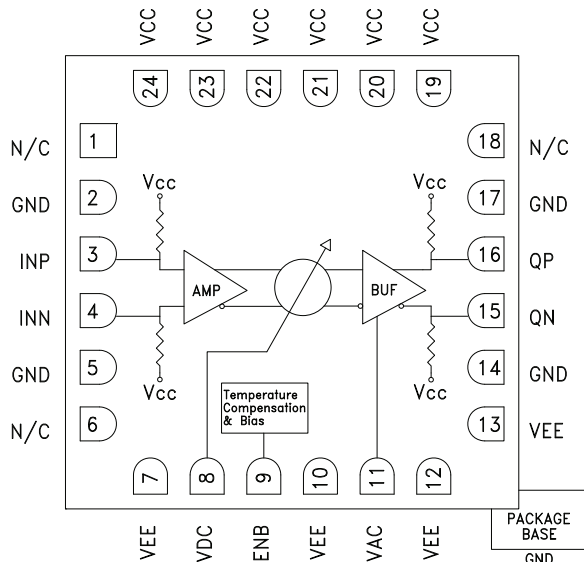 VCC VCC VCC VCC VCC VCC
24 23 22 21 20 19
1 N/C
18 N/C
2 GND
17 GND
Vcc
Vcc
3 INP
16 QP
AMP
BUF
4 INN
15 QN
5 GND
14 GND
Vcc
Vcc
Temperature
Compensation
& Bias
6 N/C
13 VEE
7 8 9 10 11 12
VEE VDC ENB VEE VAC VEE
PACKAGE
BASE
GND